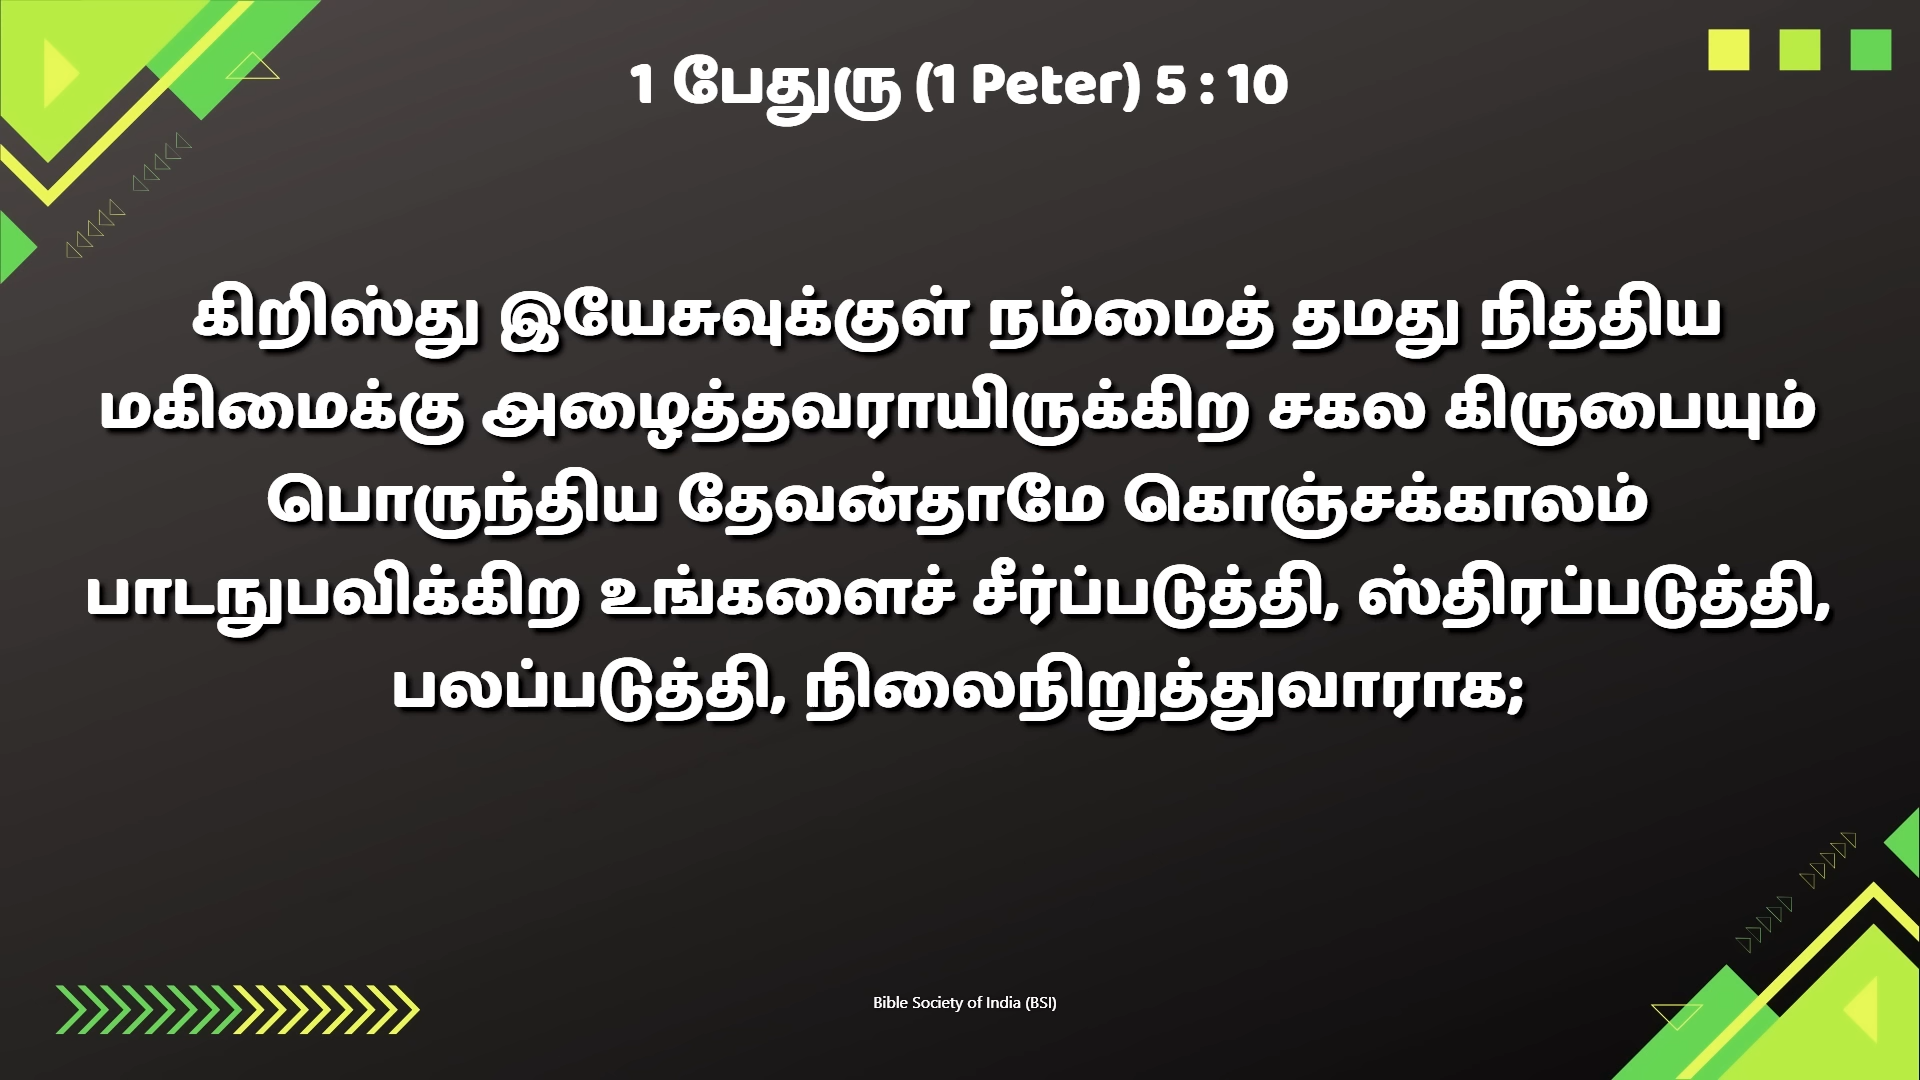 1 பேதுரு (1 Peter) 5 : 10
கிறிஸ்து இயேசுவுக்குள் நம்மைத் தமது நித்திய
மகிமைக்கு அழைத்தவராயிருக்கிற சகல கிருபையும்
பொருந்திய தேவன்தாமே கொஞ்சக்காலம்
பாடநுபவிக்கிற உங்களைச் சீர்ப்படுத்தி, ஸ்திரப்படுத்தி,
பலப்படுத்தி, நிலைநிறுத்துவாராக;
Bible Society of India (BSI)